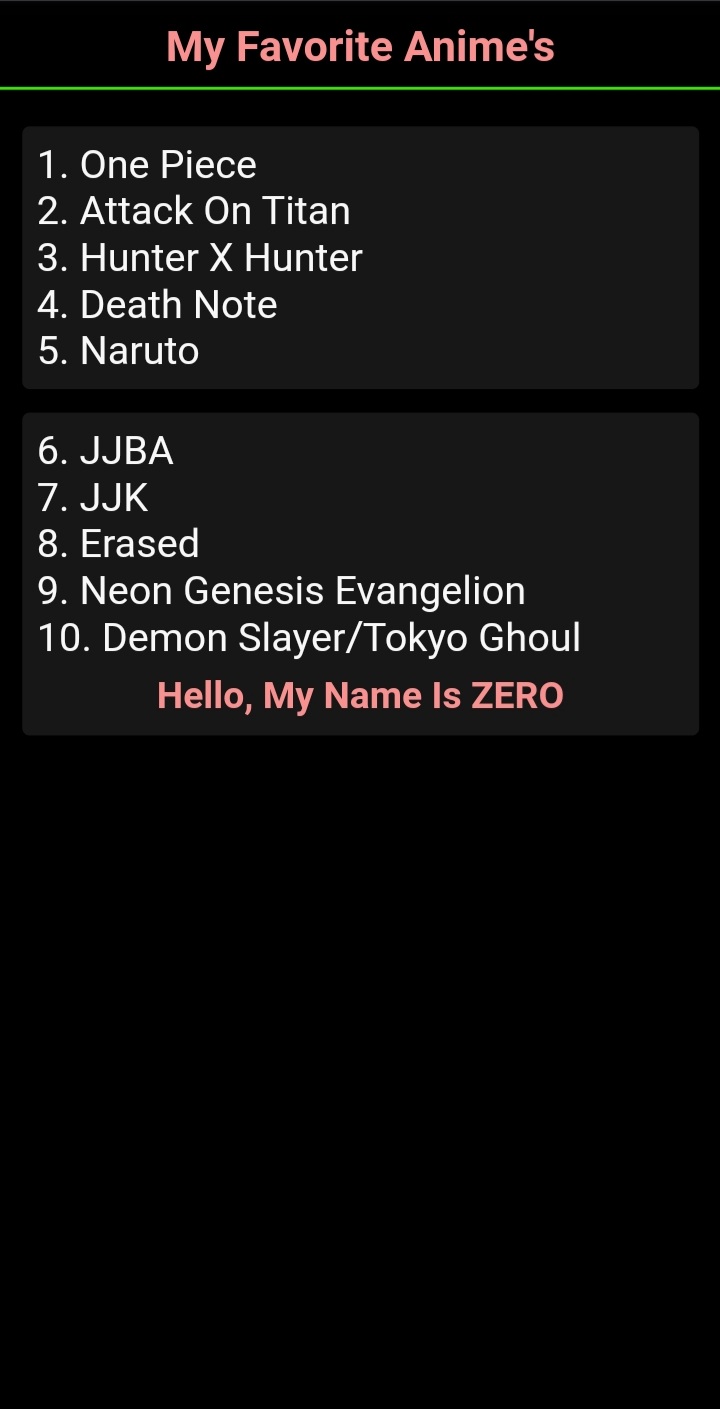 My Favorite Anime's
1. One Piece
2. Attack On Titan
3. Hunter X Hunter
4. Death Note
5. Naruto
6. JJBA
7. JJK
8. Erased
9. Neon Genesis Evangelion
10. Demon Slayer/Tokyo Ghoul
Hello, My Name Is ZERO